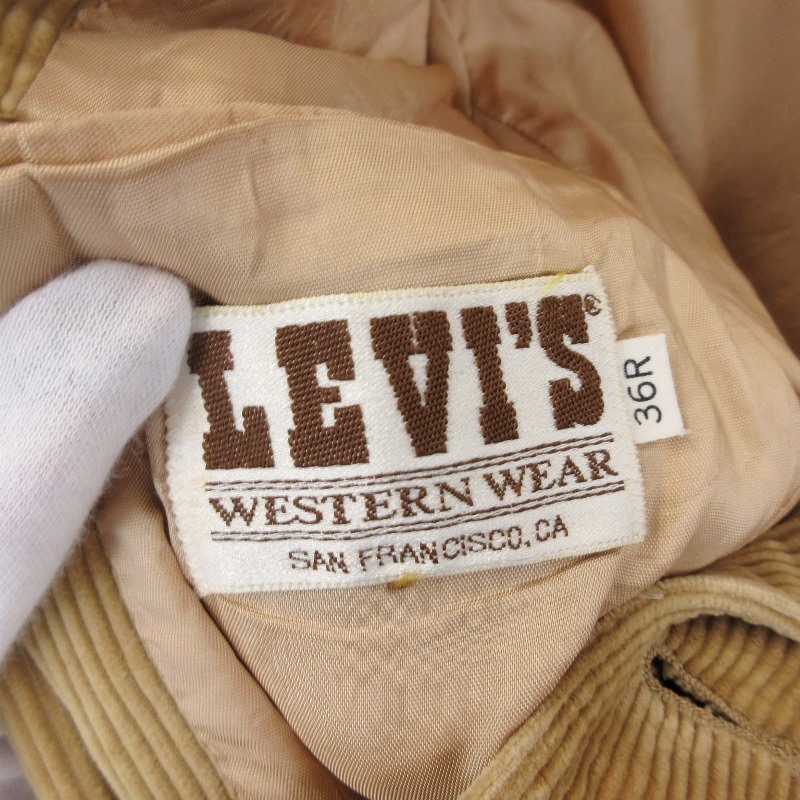 LEVI'S®
36R
WESTERN WEAR
SAN FRANCISCO, CA